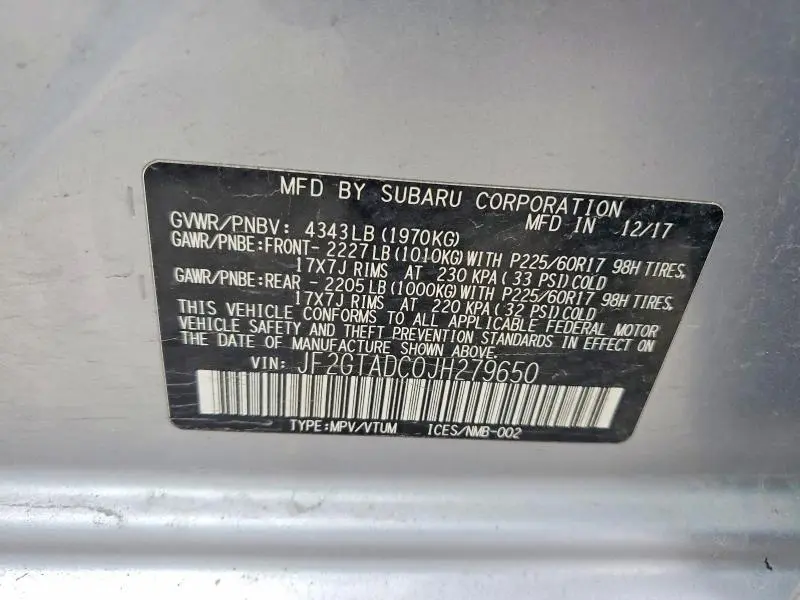 MFD BY SUBARU CORPORATION
MFD IN 12/17
GVWR/PNBV: 4343LB(1970KG)
GAWR/PNBE:FRONT- 2227LB(1010KG)WITH P225/60R17 98H TIRES,
17X7J RIMS AT 230 KPA(33 PSI)COLD
GAWR/PNBE:REAR - 2205LB(1000KG)WITH P225/60R17 98H TIRES,
17X7J RIMS AT 220 KPA(32 PSI)COLD
THIS VEHICLE CONFORMS TO ALL APPLICABLE FEDERAL MOTOR
VEHICLE SAFETY AND THEFT PREVENTION STANDARDS IN EFFECT ON
THE DATE OF MANUFACTURE SHOWN ABOVE.
VIN: JF2GTADC0JH279650
TYPE:MPV/VTUM ICES/NMB-002